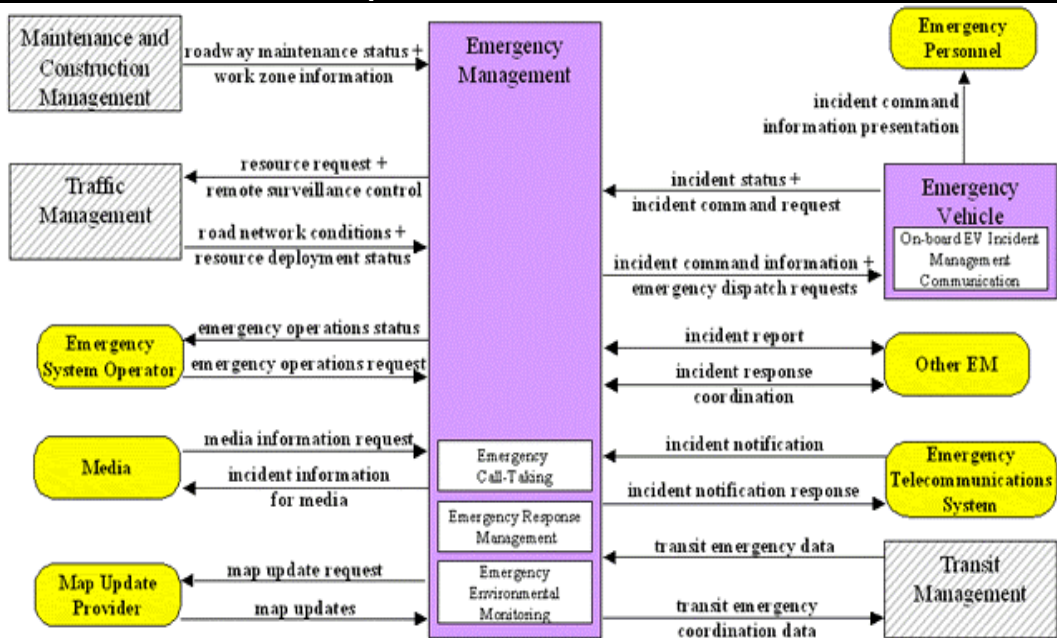 Maintenance and
Construction
Management
roadway maintenance status +
work zone information
Emergency
Management
Emergency
Personnel
incident command
information presentation
Traffic
Management
resource request +
remote surveillance control
road network conditions +
resource deployment status
incident status +
incident command request
incident command information +
emergency dispatch requests
Emergency
Vehicle
On-board EV Incident
Management
Communication
Emergency
System Operator
emergency operations status
emergency operations request
incident report
incident response
coordination
Other EM
Media
media information request
incident information
for media
Emergency
Call-Taking
Emergency Response
Management
Emergency
Environmental
Monitoring
incident notification
incident notification response
Emergency
Telecommunications
System
Map Update
Provider
map update request
map updates
transit emergency data
transit emergency
coordination data
Transit
Management